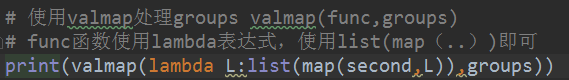 # 使用valmap处理groups valmap(func,groups)
# func函数使用lambda表达式，使用list(map（..）)即可
print(valmap(lambda L:list(map(second,L)),groups))